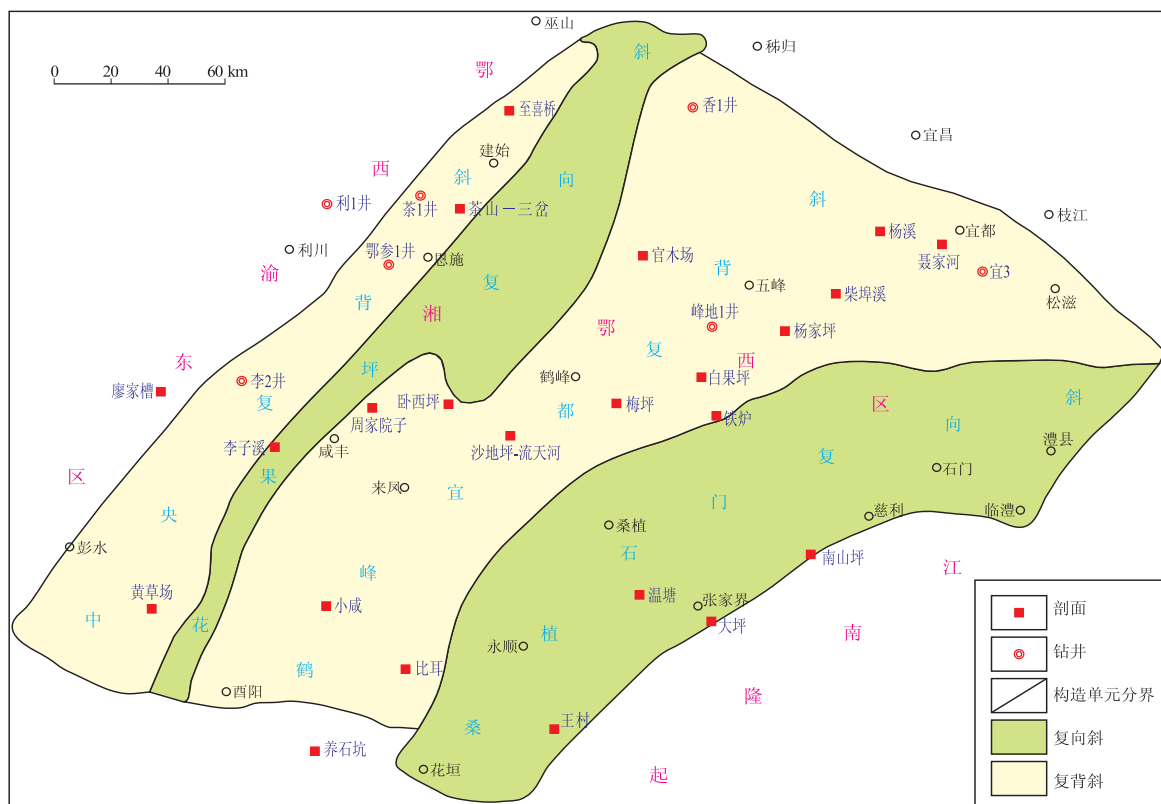 巫山
斜
秭归
鄂
0 20 40 60 km
至喜桥
香1井
宜昌
建始
西
斜
向
利1井
茶1井
茶山－三岔
斜
枝江
杨溪
宜都
聂家河
利川
鄂参1井
恩施
官木场
背
宜3
渝
复
五峰
柴埠溪
松滋
背
湘
峰地1井
鄂
杨家坪
复
西
东
坪
李2井
鹤峰
白果坪
廖家槽
复
周家院子
卧西坪
都
梅坪
铁炉
区
斜
向
李子溪
咸丰
沙地坪-流天河
复
澧县
区
果
石门
来凤
宜
门
央
桑植
慈利
临澧
彭水
石
南山坪
江
黄草场
峰
小咸
温塘
张家界
中
花
大坪
南
植
永顺
鹤
比耳
酉阳
隆
桑
王村
养石坑
花垣
起
剖面
钻井
构造单元分界
复向斜
复背斜